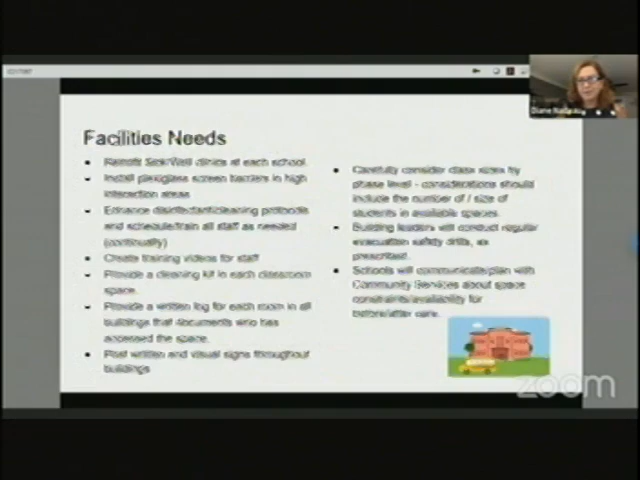 Facilities Needs
Sick/Well clinics at each school.
Install plexiglass screen barriers in high
interaction areas
Enhance disinfectant/cleaning protocols
and schedule/train all staff as needed
(continually)
Create training videos for staff
Provide a cleaning kit in each classroom
space.
Provide a written log for each room in all
buildings that documents who has
accessed the space.
Post written and visual signs throughout
buildings
Carefully consider class sizes by
phase level - considerations should
include the number of / size of
students in available spaces.
Building leaders will conduct regular
evacuation safety drills, as
Schools will communicate/plan with
Community Services about space
constraints/availability for
before/after care.
Diane
zoom